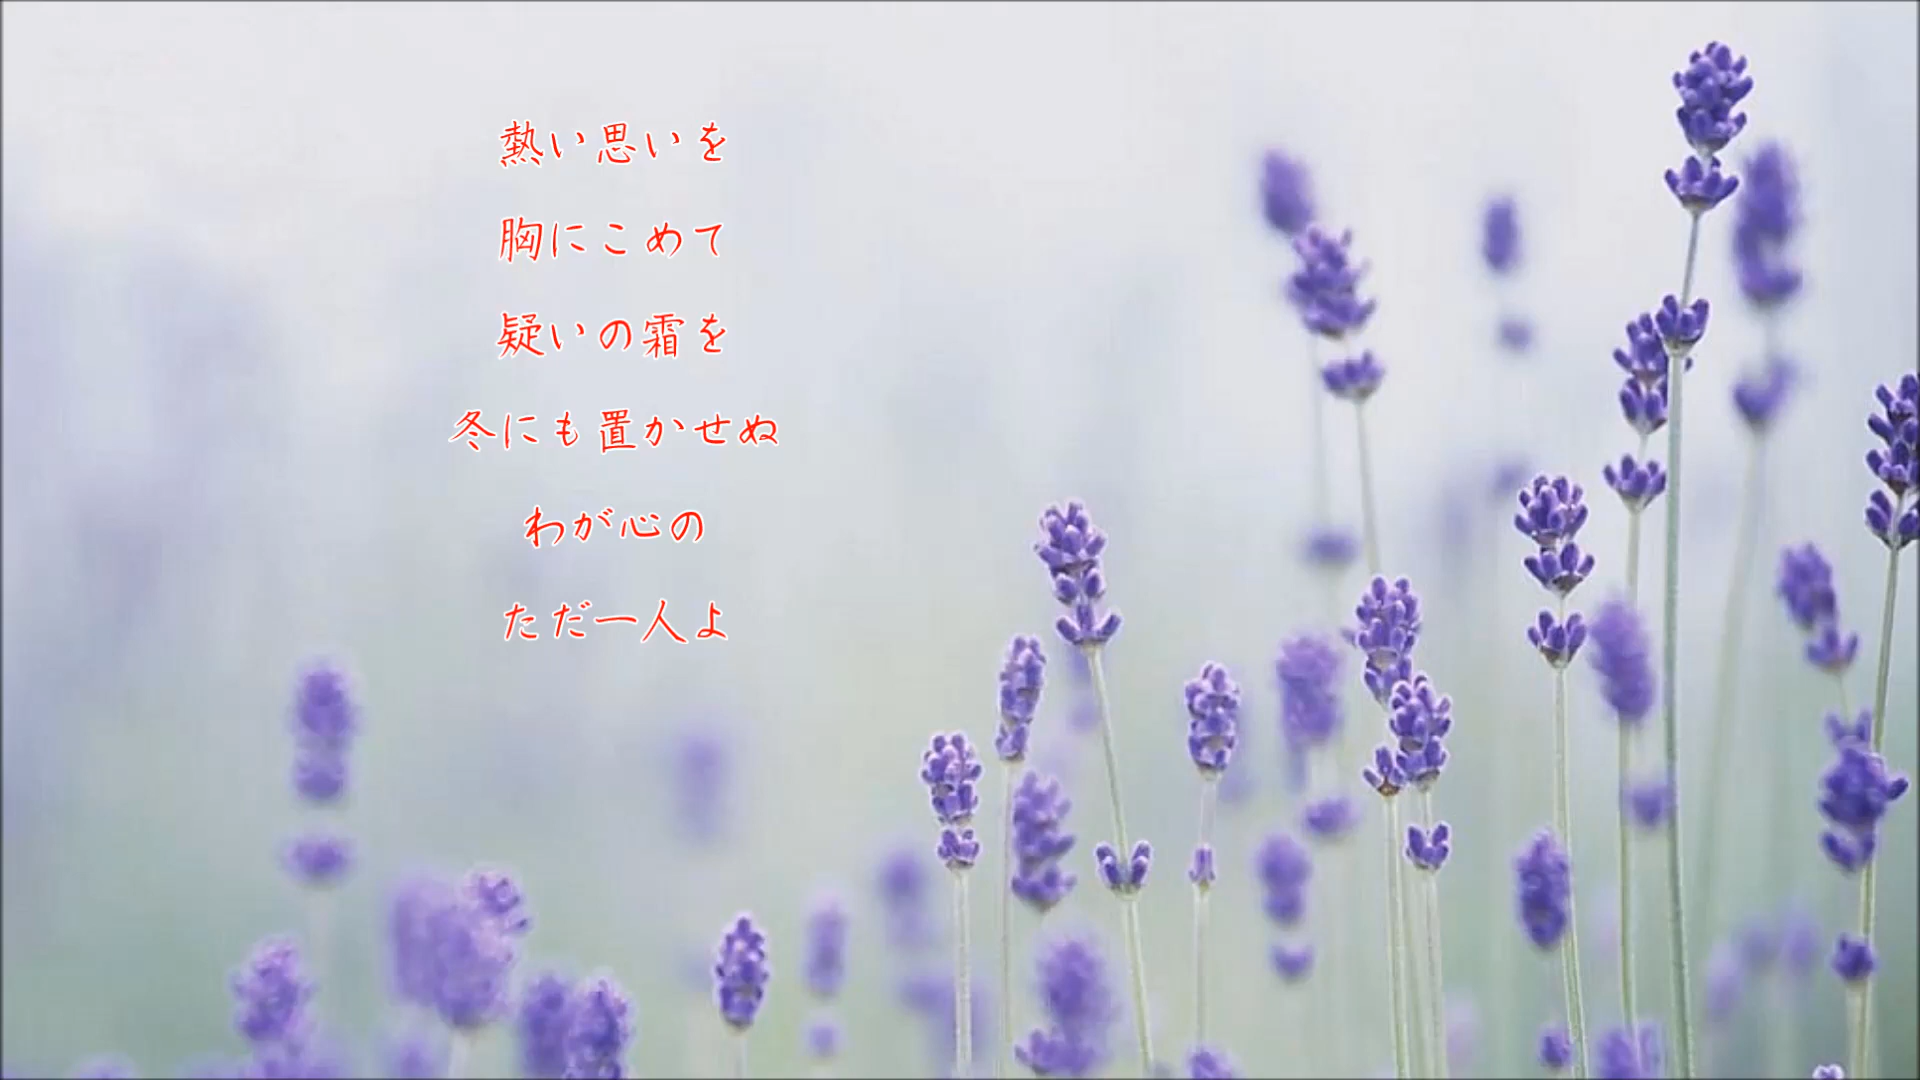 熱い思いを
胸にこめて
疑いの霜を
冬にも置かせぬ
わが心の
ただ一人よ